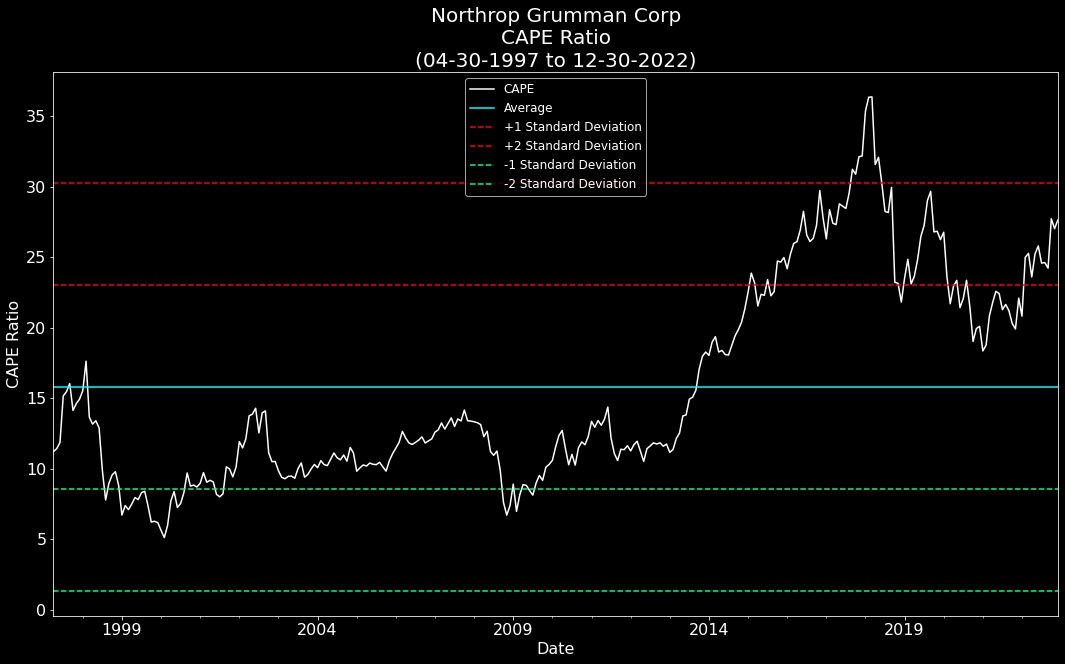 Northrop Grumman Corp
CAPE Ratio
(04-30-1997 to 12-30-2022)
CAPE
Average
+1 Standard Deviation
+2 Standard Deviation
-1 Standard Deviation
-2 Standard Deviation
CAPE Ratio
35
30
25
20
15
10
5
0
1999
2004
2009
2014
2019
Date